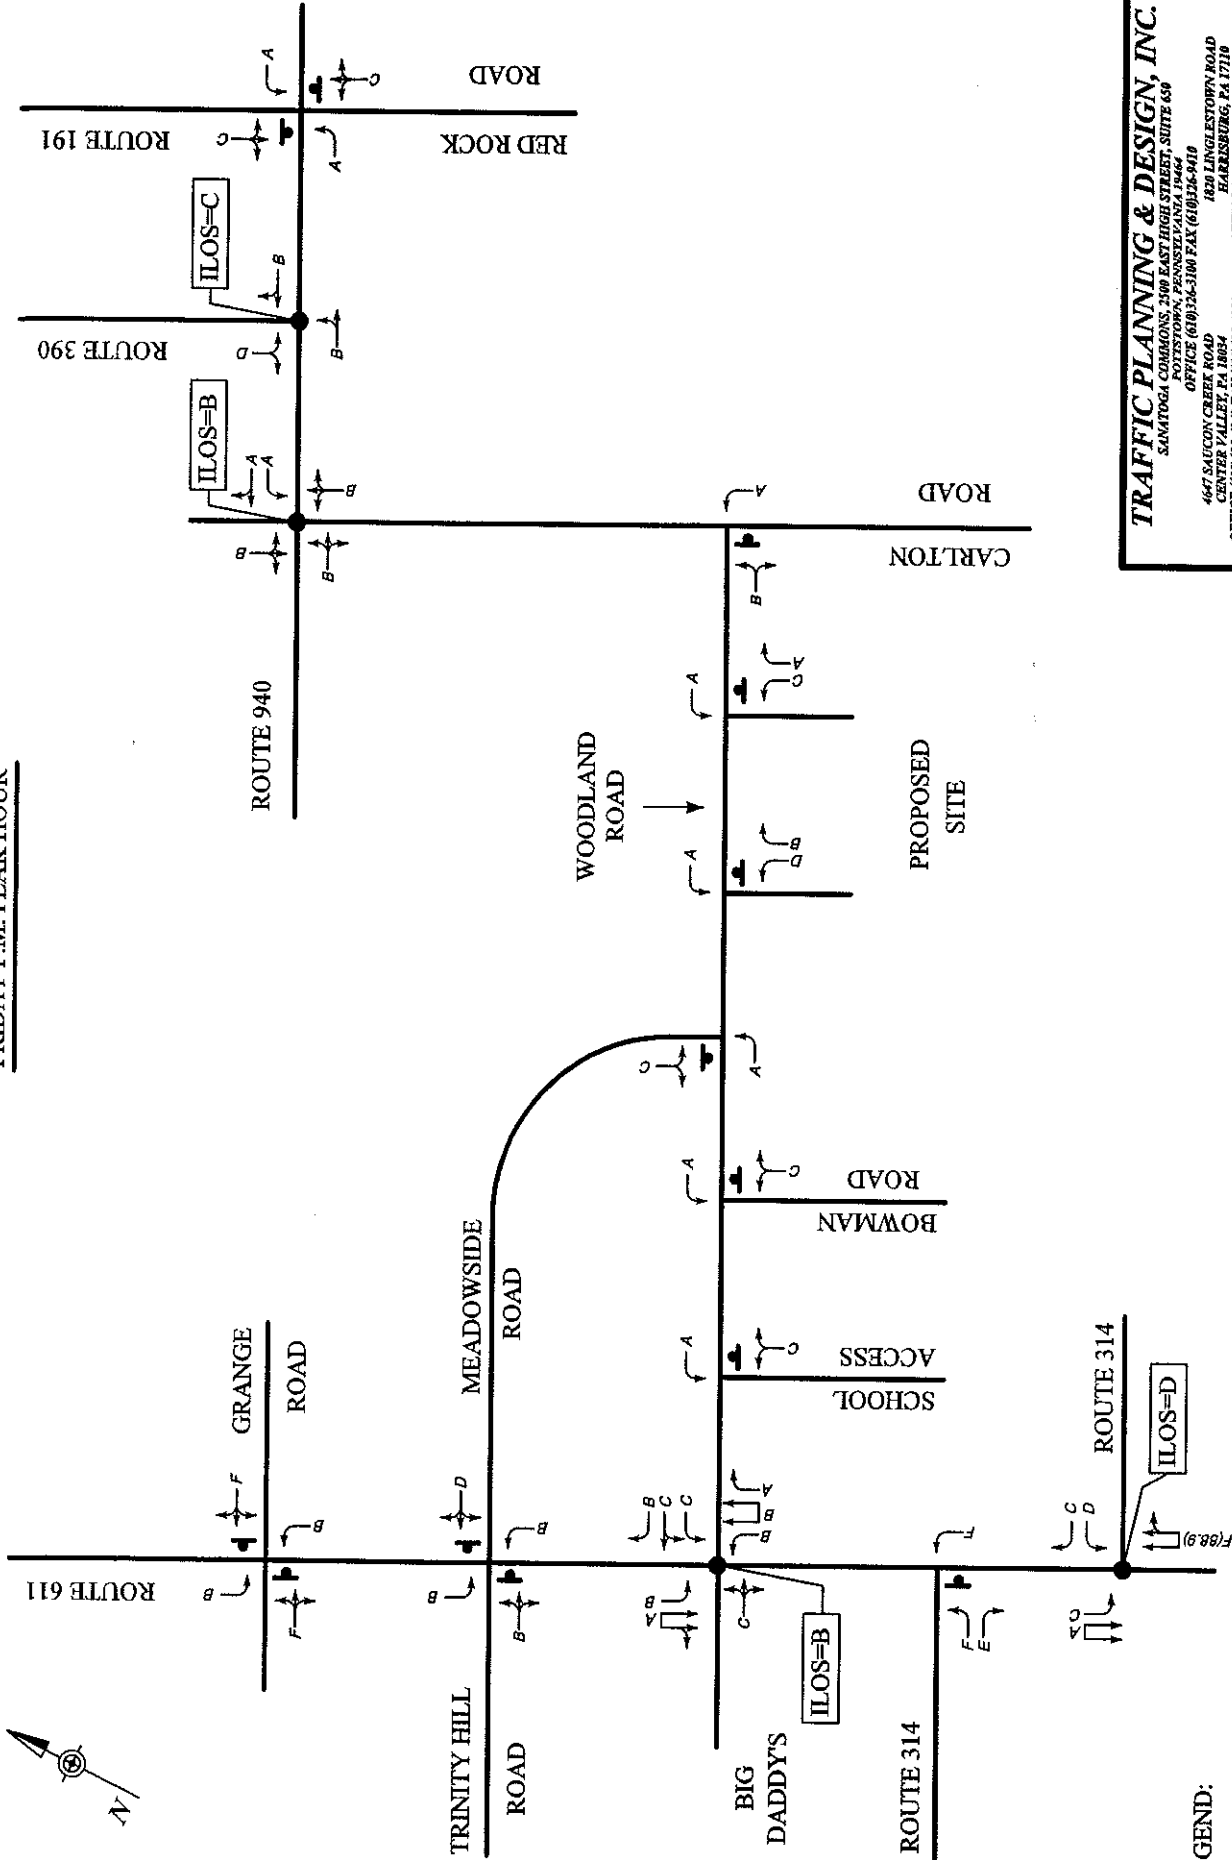 FRIDAY P.M. PEAK HOUR
N
ROUTE 611
GRANGE
ROAD
F
B
B
F
TRINITY HILL
ROAD
MEADOWSIDE
ROAD
D
B
B
B
BIG
DADDY'S
ILOS=B
B
C
C
A
B
B
B
A
C
ROUTE 314
F
F
E
ROUTE 314
ILOS=D
C
D
F(88.9)
C
A
SCHOOL
ACCESS
A
C
BOWMAN
ROAD
A
C
C
A
WOODLAND
ROAD
PROPOSED
SITE
A
B
D
A
A
C
CARLTON
ROAD
A
B
ROUTE 940
ILOS=B
A
A
B
B
B
ROUTE 390
ILOS=C
B
D
B
ROUTE 191
RED ROCK
ROAD
A
C
C
A
GEND:
TRAFFIC PLANNING & DESIGN, INC.
SANATOGA COMMONS, 2500 EAST HIGH STREET, SUITE 650
POTTSTOWN, PENNSYLVANIA 19464
OFFICE (610)326-3100 FAX (610)326-9410
4647 SAUCON CREEK ROAD
CENTER VALLEY, PA 18034
1820 LINGLESTOWN ROAD
HARRISBURG, PA 17110